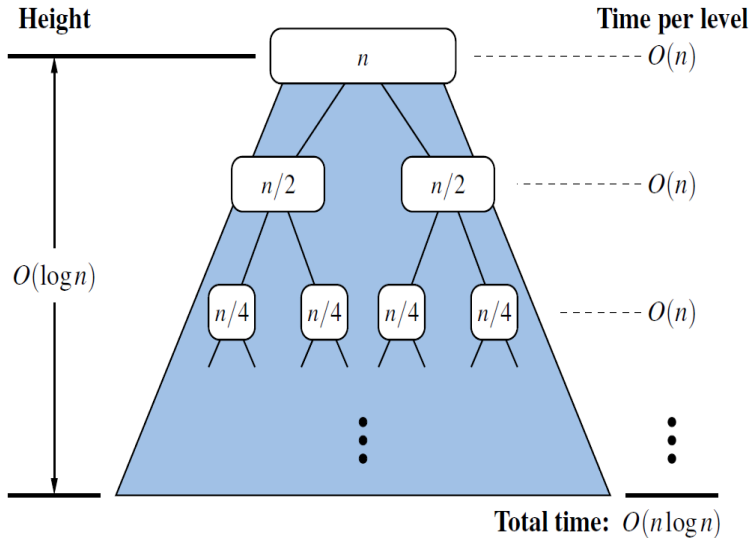 Height Time per level
n O(n)
n/2 n/2 O(n)
O(log n)
n/4 n/4 n/4 n/4 O(n)
Total time: O(n log n)